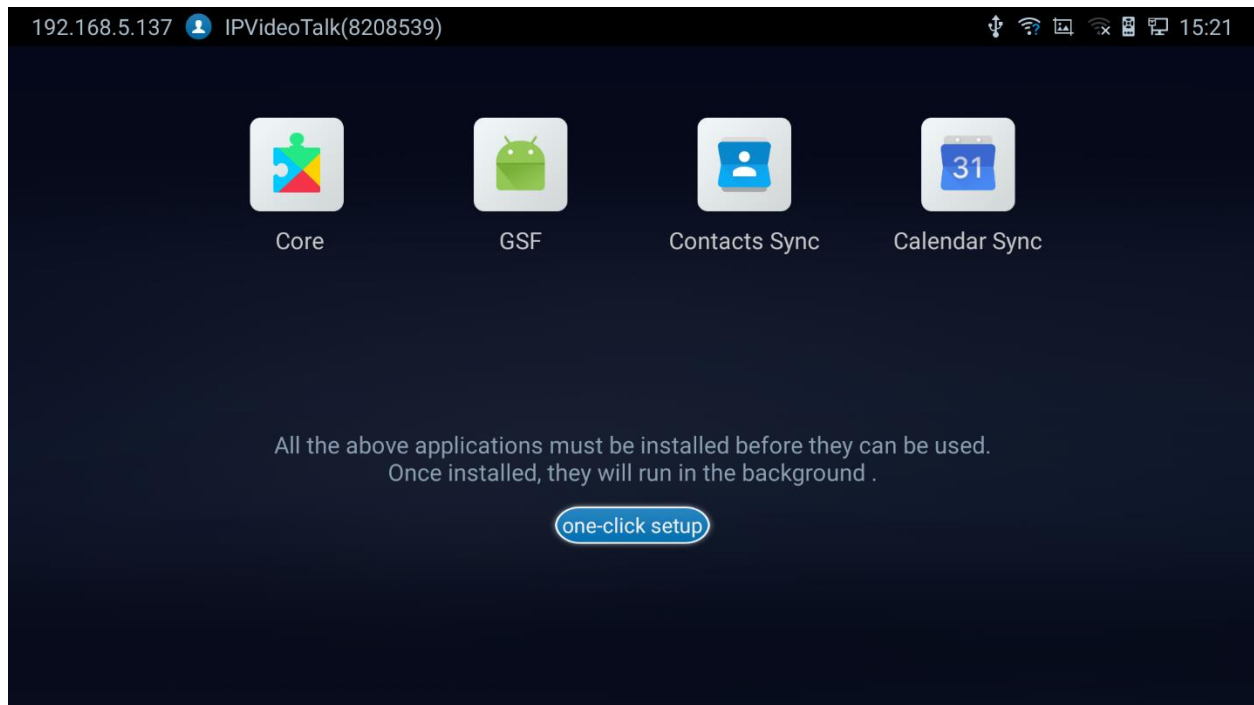 192.168.5.137 IPVideoTalk(8208539) 15:21
31
Core GSF Contacts Sync Calendar Sync
All the above applications must be installed before they can be used.
Once installed, they will run in the background .
one-click setup